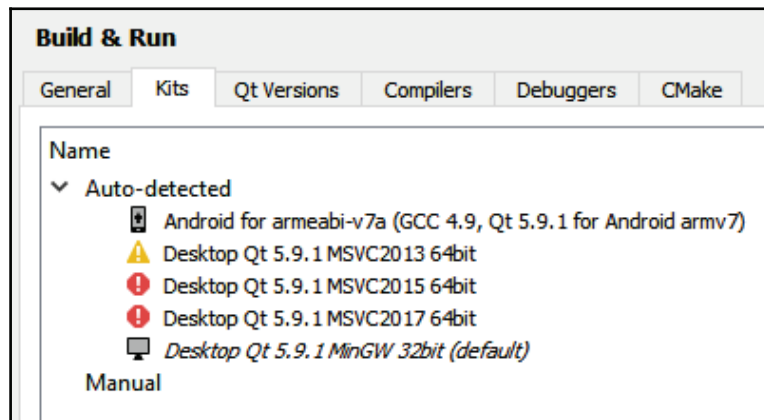 Build & Run
General Kits Qt Versions Compilers Debuggers CMake
Name
Auto-detected
Android for armeabi-v7a (GCC 4.9, Qt 5.9.1 for Android armv7)
Desktop Qt 5.9.1 MSVC2013 64bit
Desktop Qt 5.9.1 MSVC2015 64bit
Desktop Qt 5.9.1 MSVC2017 64bit
Desktop Qt 5.9.1 MinGW 32bit (default)
Manual